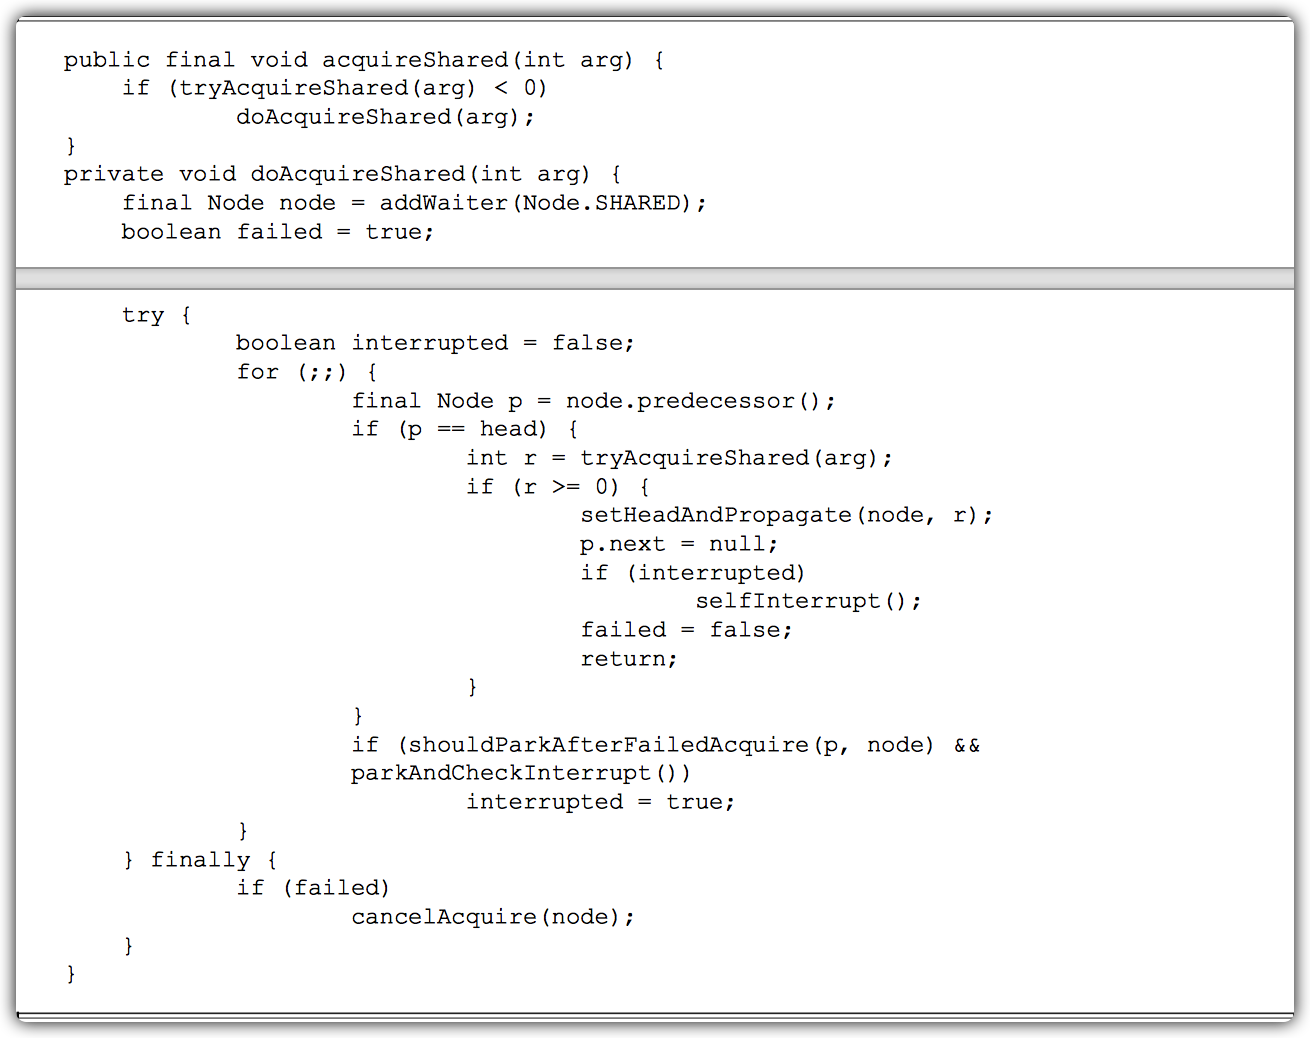 public final void acquireShared(int arg) {
if (tryAcquireShared(arg) < 0)
doAcquireShared(arg);
}
private void doAcquireShared(int arg) {
final Node node = addWaiter(Node.SHARED);
boolean failed = true;
try {
boolean interrupted = false;
for (;;) {
final Node p = node.predecessor();
if (p == head) {
int r = tryAcquireShared(arg);
if (r >= 0) {
setHeadAndPropagate(node, r);
p.next = null;
if (interrupted)
selfInterrupt();
failed = false;
return;
}
}
if (shouldParkAfterFailedAcquire(p, node) &&
parkAndCheckInterrupt())
interrupted = true;
}
} finally {
if (failed)
cancelAcquire(node);
}
}